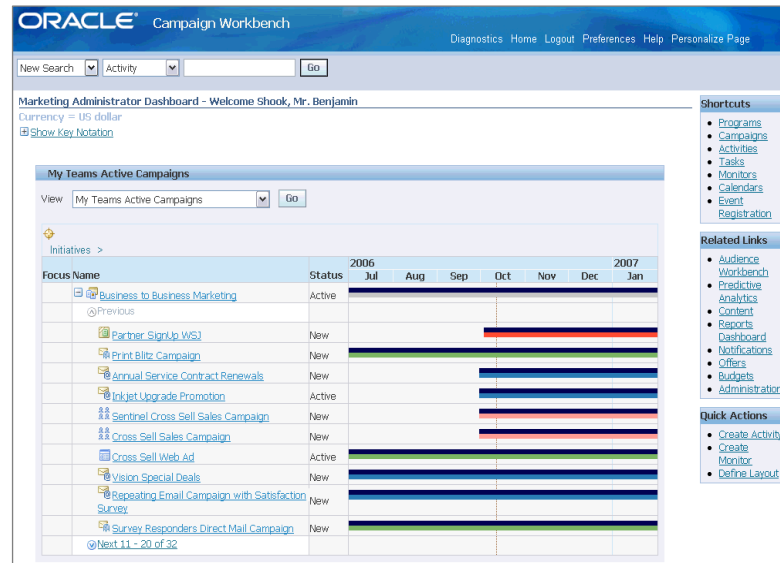 ORACLE® Campaign Workbench
Diagnostics Home Logout Preferences Help Personalize Page
New Search Activity Go
Marketing Administrator Dashboard - Welcome Shook, Mr. Benjamin
Currency = US dollar
Show Key Notation
My Teams Active Campaigns
View My Teams Active Campaigns Go
Initiatives >
2006 2007
Focus Name Status Jul Aug Sep Oct Nov Dec Jan
Business to Business Marketing Active
Previous
Partner SignUp WSJ New
Print Blitz Campaign New
Annual Service Contract Renewals New
Inkjet Upgrade Promotion Active
Sentinel Cross Sell Sales Campaign New
Cross Sell Sales Campaign New
Cross Sell Web Ad Active
Vision Special Deals New
Repeating Email Campaign with Satisfaction New
Survey
Survey Responders Direct Mail Campaign New
Next 11 - 20 of 32
Shortcuts
Programs
Campaigns
Activities
Tasks
Monitors
Calendars
Event
Registration
Related Links
Audience
Workbench
Predictive
Analytics
Content
Reports
Dashboard
Notifications
Offers
Budgets
Administration
Quick Actions
Create Activity
Create
Monitor
Define Layout